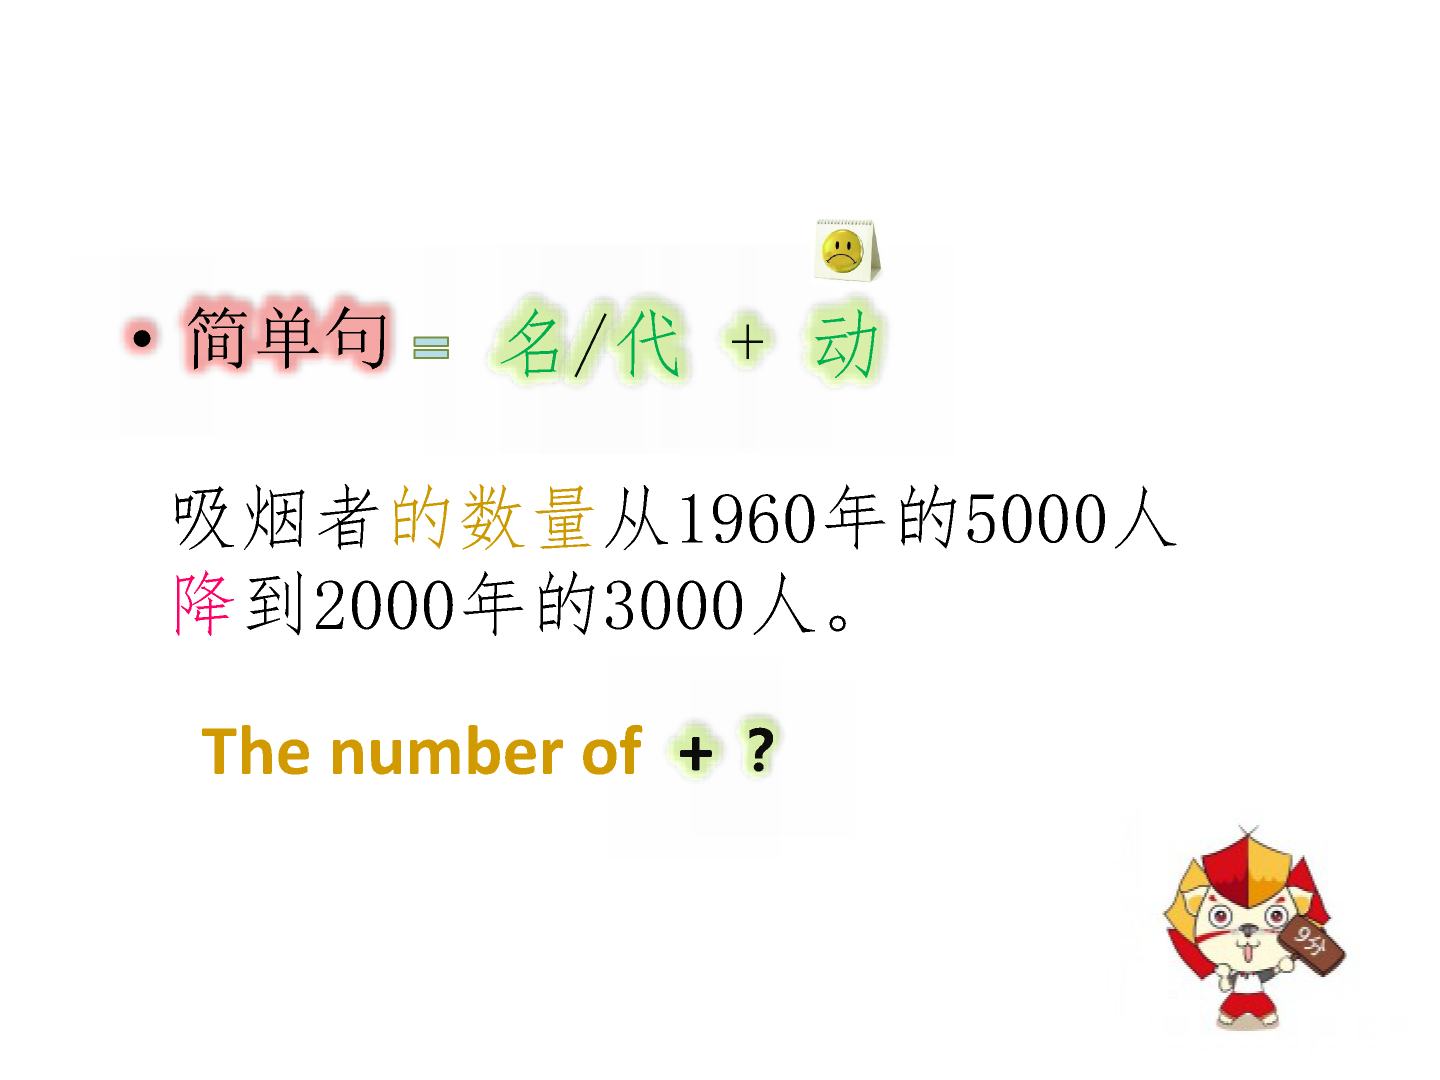 • 简单句 = 名/代 + 动
吸烟者的数量从1960年的5000人
降到2000年的3000人。
The number of + ?
9分